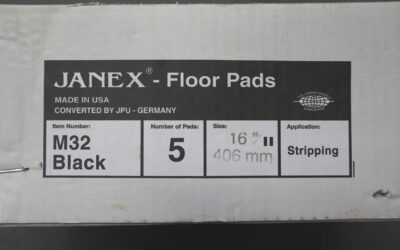 JANEX® - Floor Pads
MADE IN USA
CONVERTED BY JPU - GERMANY
Item Number:
M32
Black
Number of Pads:
5
Size:
16"
406 mm
Application:
Stripping